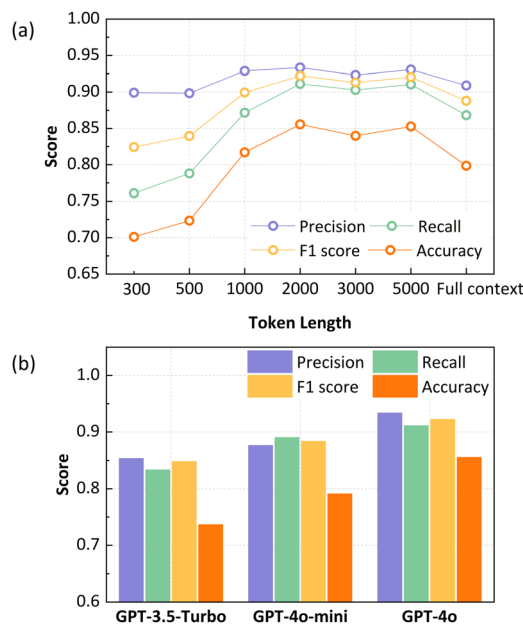 (a)
1.00
0.95
0.90
0.85
0.80
0.75
0.70
0.65
Score
Precision
Recall
F1 score
Accuracy
300 500 1000 2000 3000 5000 Full context
Token Length
(b)
1.0
0.9
0.8
0.7
0.6
Score
Precision
Recall
F1 score
Accuracy
GPT-3.5-Turbo GPT-4o-mini GPT-4o